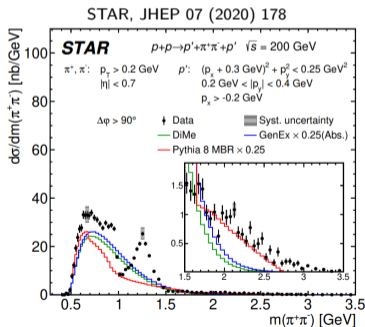 STAR, JHEP 07 (2020) 178
STAR p+p→p'+π⁺π⁻+p' √s = 200 GeV
π⁺, π⁻: p_T > 0.2 GeV p': (p_x + 0.3 GeV)² + p_y² < 0.25 GeV²
|η| < 0.7 0.2 GeV < |p_y| < 0.4 GeV
p_x > -0.2 GeV
Δφ > 90° Data Syst. uncertainty
DiMe GenEx × 0.25(Abs.)
Pythia 8 MBR × 0.25
dσ/dm(π⁺π⁻) [nb/GeV]
100
80
60
40
20
0
1.5
1
0.5
1.5 2 2.5 3 3.5
0 0.5 1 1.5 2 2.5 3 3.5
m(π⁺π⁻) [GeV]